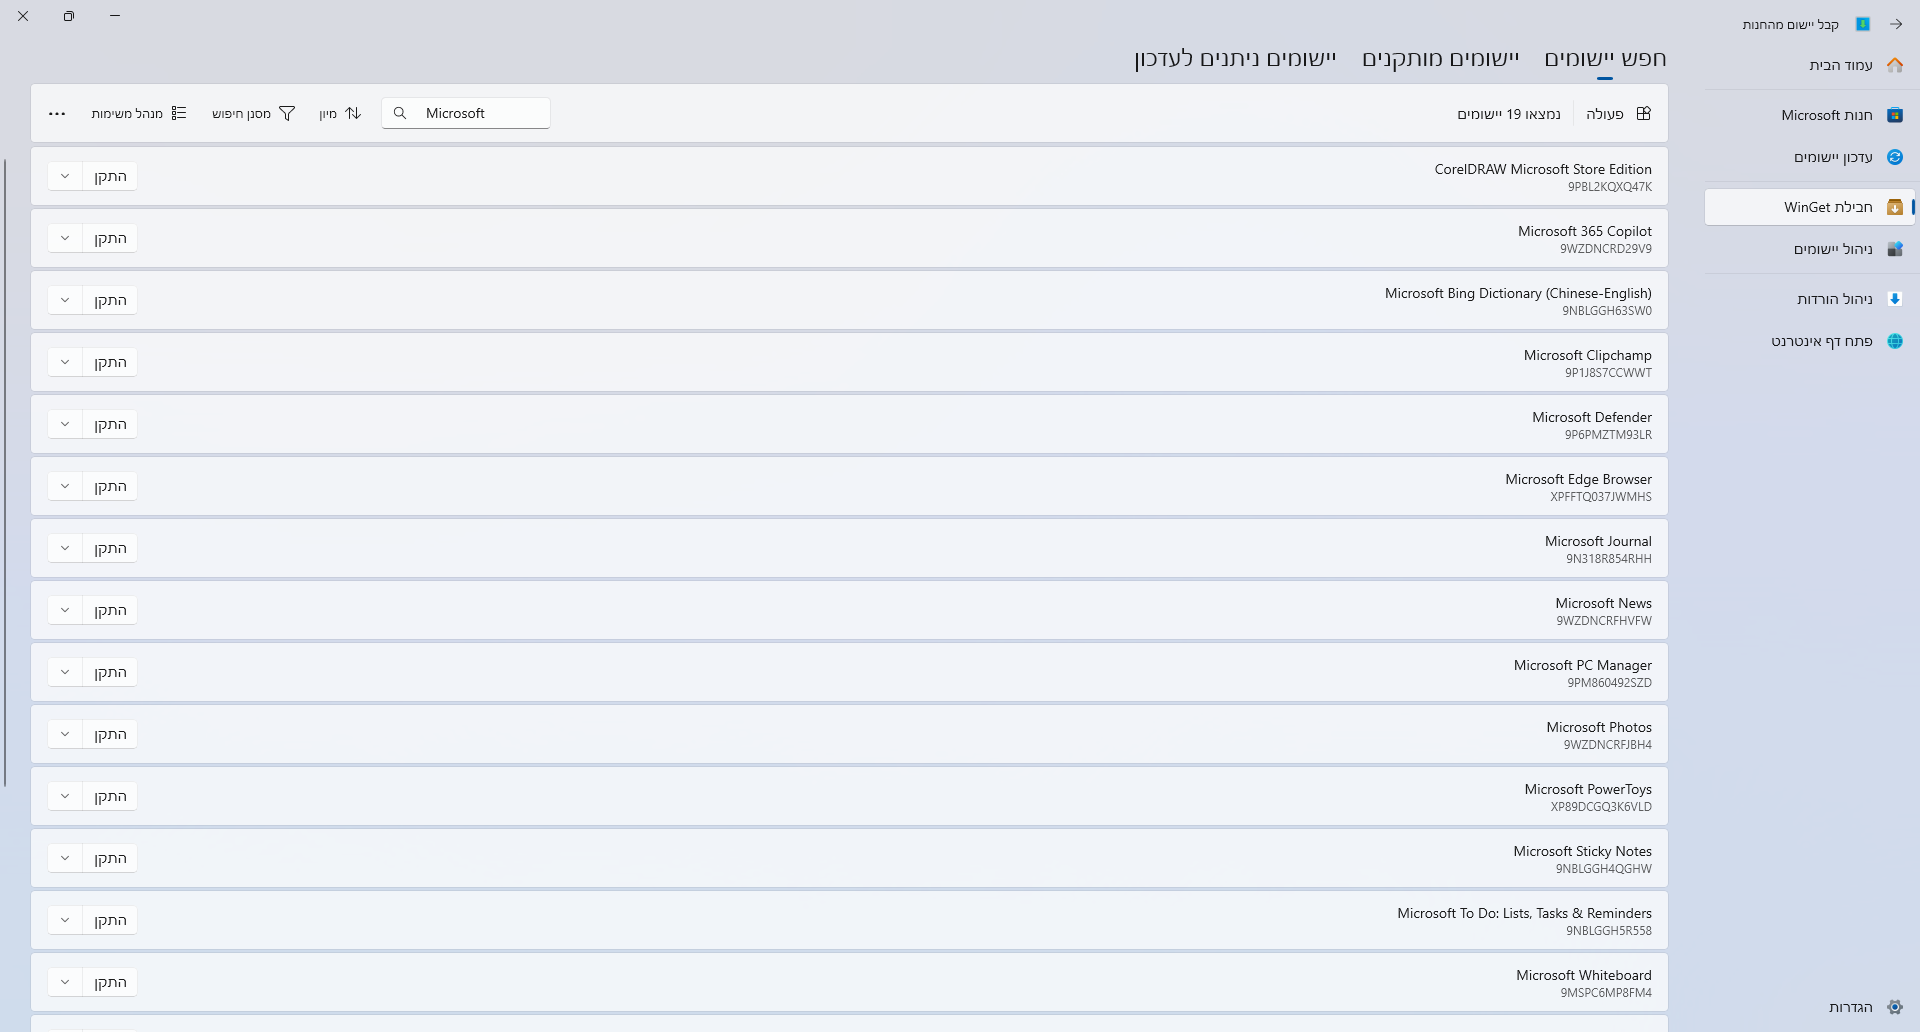 קבל יישום מהחנות
עמוד הבית
חנות Microsoft
עדכון יישומים
חבילת WinGet
ניהול יישומים
ניהול הורדות
פתח דף אינטרנט
הגדרות
חפש יישומים
יישומים מותקנים
יישומים ניתנים לעדכון
פעולה
נמצאו 19 יישומים
Microsoft
מיון
מסנן חיפוש
מנהל משימות
CorelDRAW Microsoft Store Edition
9PBL2KQXQ47K
התקן
Microsoft 365 Copilot
9WZDNCRD29V9
התקן
Microsoft Bing Dictionary (Chinese-English)
9NBLGGH63SW0
התקן
Microsoft Clipchamp
9P1J8S7CCWWT
התקן
Microsoft Defender
9P6PMZTM93LR
התקן
Microsoft Edge Browser
XPFFTQ037JWMHS
התקן
Microsoft Journal
9N318R854RHH
התקן
Microsoft News
9WZDNCRFHVFW
התקן
Microsoft PC Manager
9PM860492SZD
התקן
Microsoft Photos
9WZDNCRFJBH4
התקן
Microsoft PowerToys
XP89DCGQ3K6VLD
התקן
Microsoft Sticky Notes
9NBLGGH4QGHW
התקן
Microsoft To Do: Lists, Tasks & Reminders
9NBLGGH5R558
התקן
Microsoft Whiteboard
9MSPC6MP8FM4
התקן